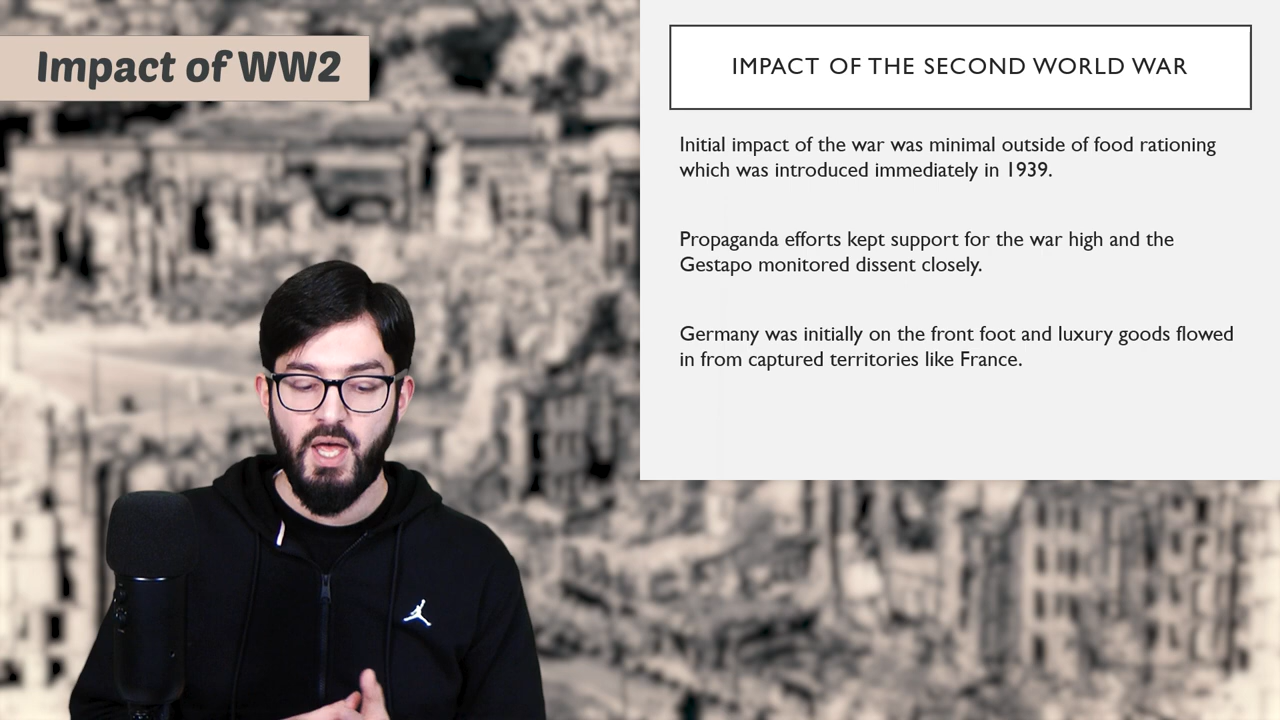 Impact of WW2
IMPACT OF THE SECOND WORLD WAR
Initial impact of the war was minimal outside of food rationing
which was introduced immediately in 1939.
Propaganda efforts kept support for the war high and the
Gestapo monitored dissent closely.
Germany was initially on the front foot and luxury goods flowed
in from captured territories like France.